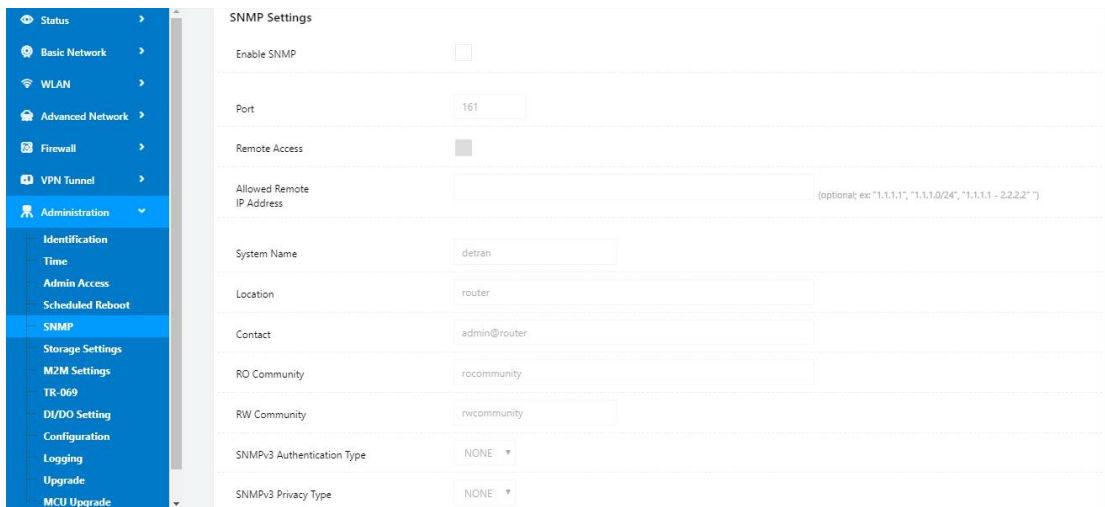 Status
Basic Network
WLAN
Advanced Network
Firewall
VPN Tunnel
Administration
Identification
Time
Admin Access
Scheduled Reboot
SNMP
Storage Settings
M2M Settings
TR-069
DI/DO Setting
Configuration
Logging
Upgrade
MCU Upgrade
SNMP Settings
Enable SNMP
Port 161
Remote Access
Allowed Remote
IP Address
(optional; ex: "1.1.1.1", "1.1.1.0/24", "1.1.1.1 - 2.2.2.2" ")
System Name detran
Location router
Contact admin@router
RO Community rocommunity
RW Community rwcommunity
SNMPv3 Authentication Type NONE
SNMPv3 Privacy Type NONE